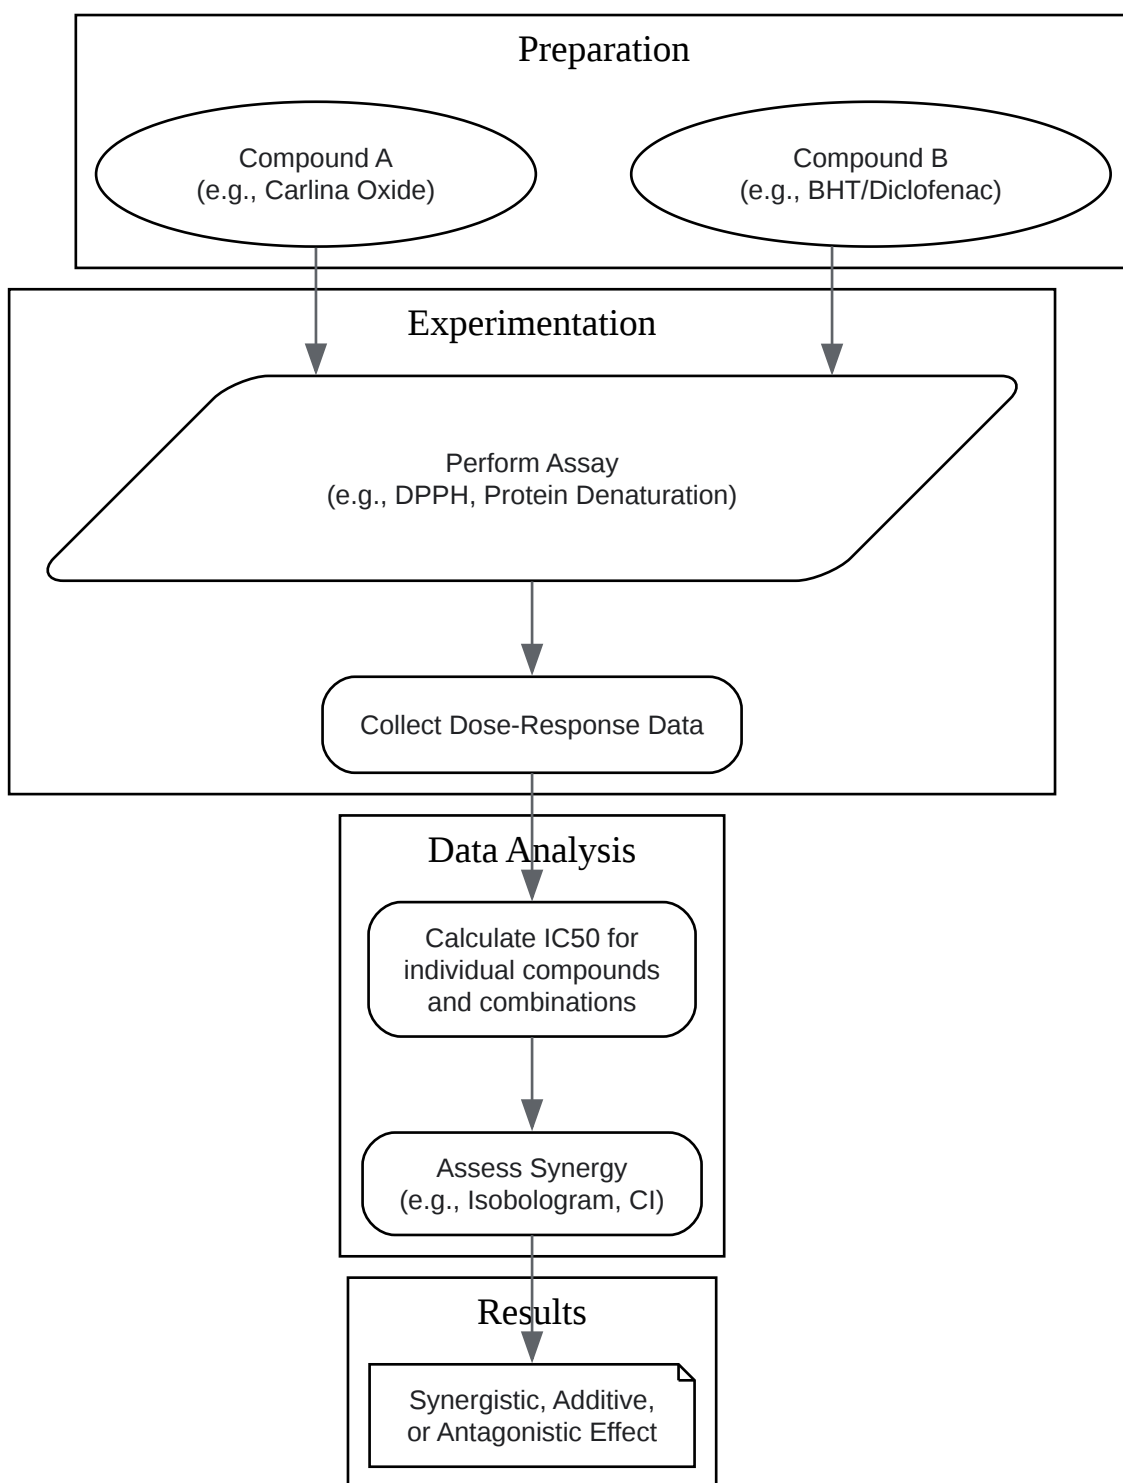 Preparation
Compound A
(e.g., Carlina Oxide)
Compound B
(e.g., BHT/Diclofenac)
Experimentation
Perform Assay
(e.g., DPPH, Protein Denaturation)
Collect Dose-Response Data
Data Analysis
Calculate IC50 for
individual compounds
and combinations
Assess Synergy
(e.g., Isobologram, CI)
Results
Synergistic, Additive,
or Antagonistic Effect